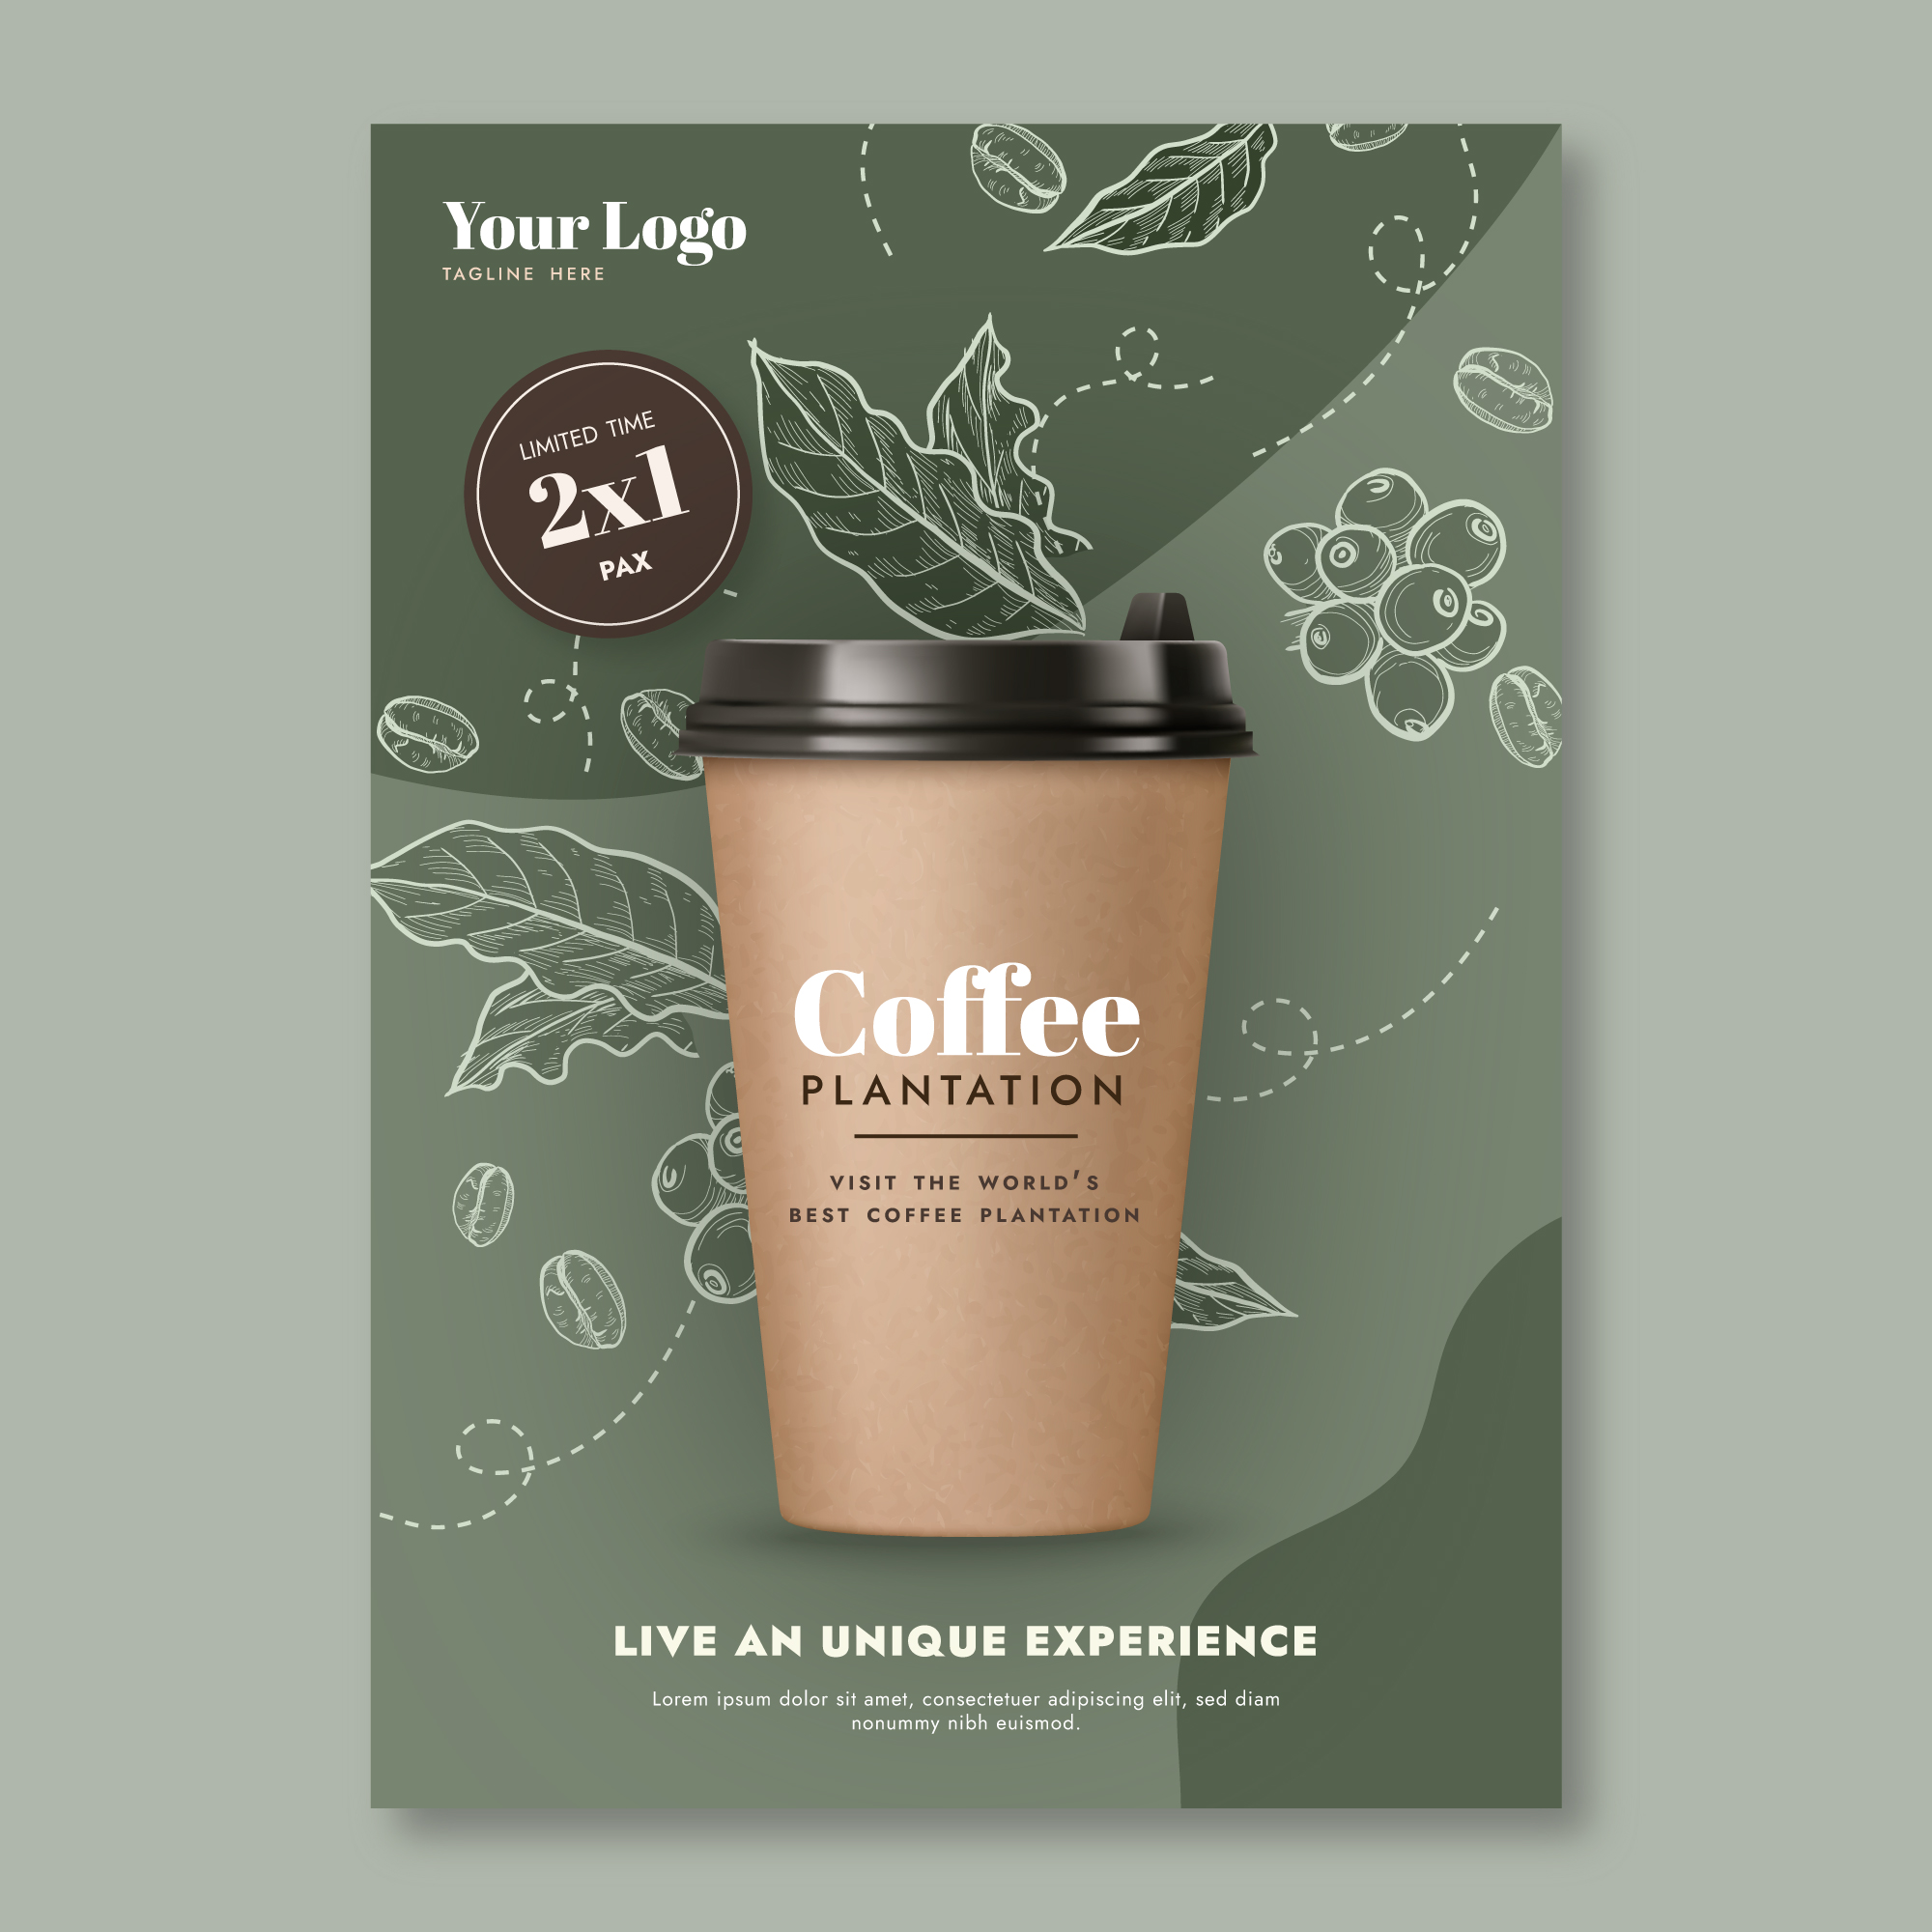 Your Logo
TAGLINE HERE
LIMITED TIME
2x1
PAX
Coffee
PLANTATION
VISIT THE WORLD'S
BEST COFFEE PLANTATION
LIVE AN UNIQUE EXPERIENCE
Lorem ipsum dolor sit amet, consectetuer adipiscing elit, sed diam
nonummy nibh euismod.